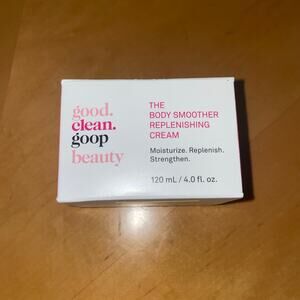 good.
clean.
goop
beauty
THE
BODY SMOOTHER
REPLENISHING
CREAM
Moisturize. Replenish.
Strengthen.
120 mL / 4.0 fl. oz.